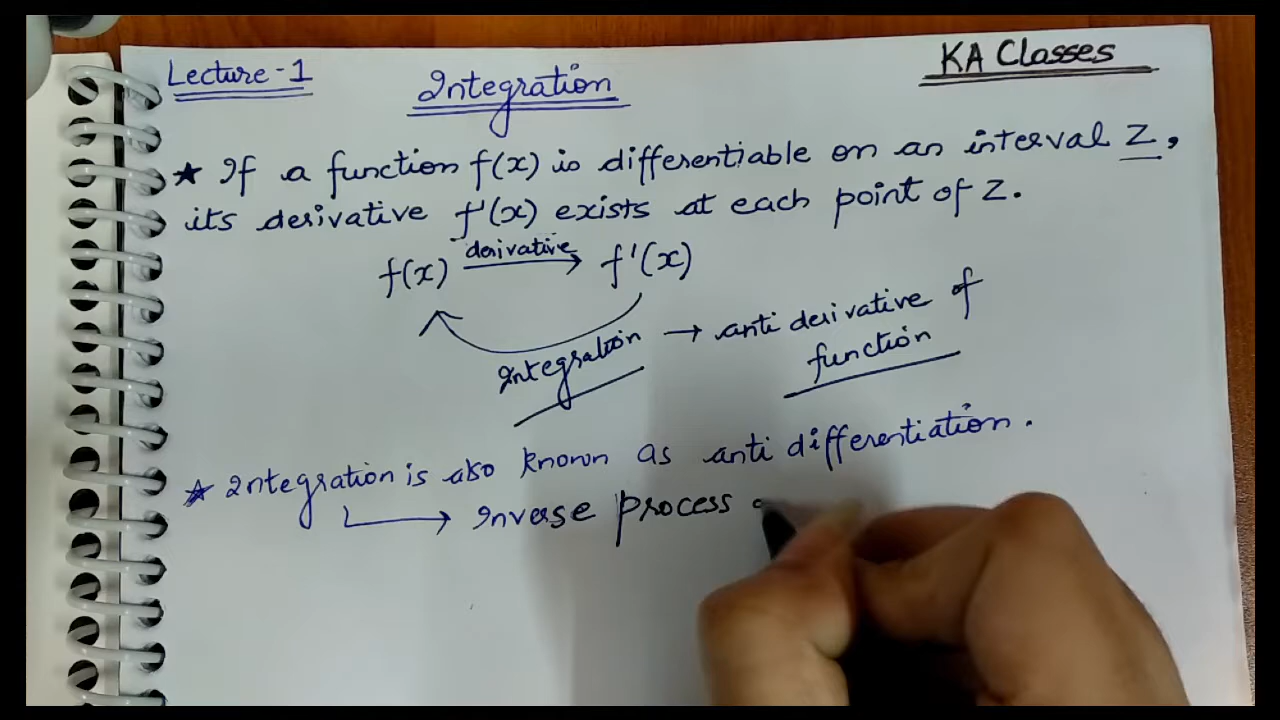 Lecture-1
Integration
KA Classes
★ If a function f(x) is differentiable on an interval Z,
its derivative f'(x) exists at each point of Z.
f(x) derivative → f'(x)
Integration → anti derivative of
function
★ Integration is also known as anti differentiation.
→ Inverse process